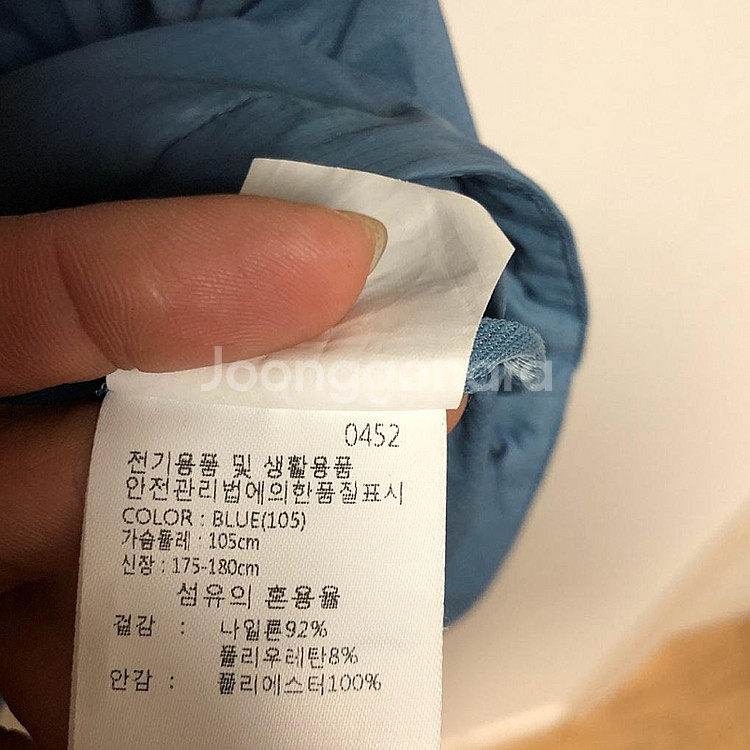 Joonggonara
0452
전기용품 및 생활용품
안전관리법에의한품질표시
COLOR : BLUE(105)
가슴둘레 : 105cm
신장 : 175-180cm
섬유의 혼용율
겉감 : 나일론92%
폴리우레탄8%
안감 : 폴리에스터100%